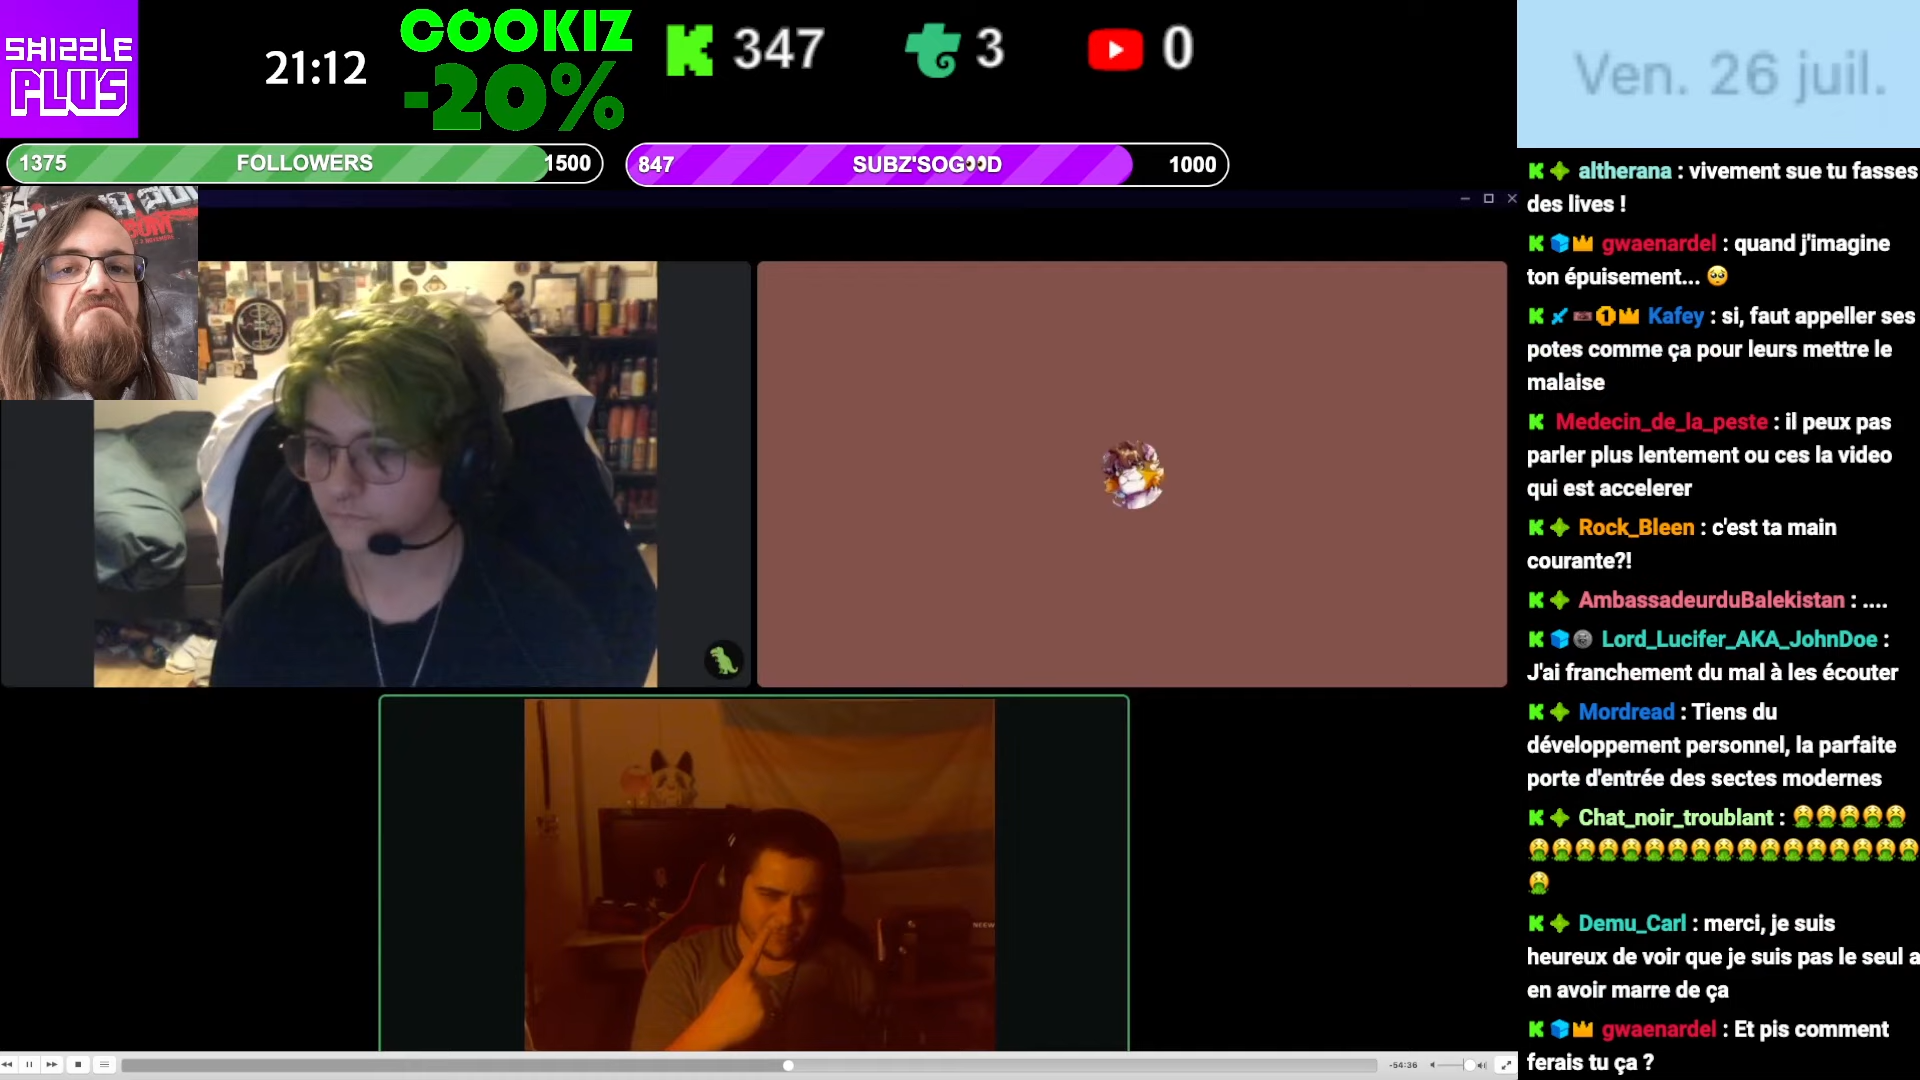 SHIZZLE
PLUS
21:12
COOKIZ
-20%
347
3
0
Ven. 26 juil.
1375 FOLLOWERS 1500
847 SUBZ'SOG👀D 1000
altherana : vivement sue tu fasses
des lives !
gwaenardel : quand j'imagine
ton épuisement... 🥺
Kafey : si, faut appeller ses
potes comme ça pour leurs mettre le
malaise
Medecin_de_la_peste : il peux pas
parler plus lentement ou ces la video
qui est accelerer
Rock_Bleen : c'est ta main
courante?!
AmbassadeurduBalekistan : ....
Lord_Lucifer_AKA_JohnDoe :
J'ai franchement du mal à les écouter
Mordread : Tiens du
développement personnel, la parfaite
porte d'entrée des sectes modernes
Chat_noir_troublant : 🤮🤮🤮🤮🤮
🤮🤮🤮🤮🤮🤮🤮🤮🤮🤮🤮🤮🤮🤮🤮🤮🤮
🤮
Demu_Carl : merci, je suis
heureux de voir que je suis pas le seul a
en avoir marre de ça
gwaenardel : Et pis comment
ferais tu ça ?
NEEW
-54:36